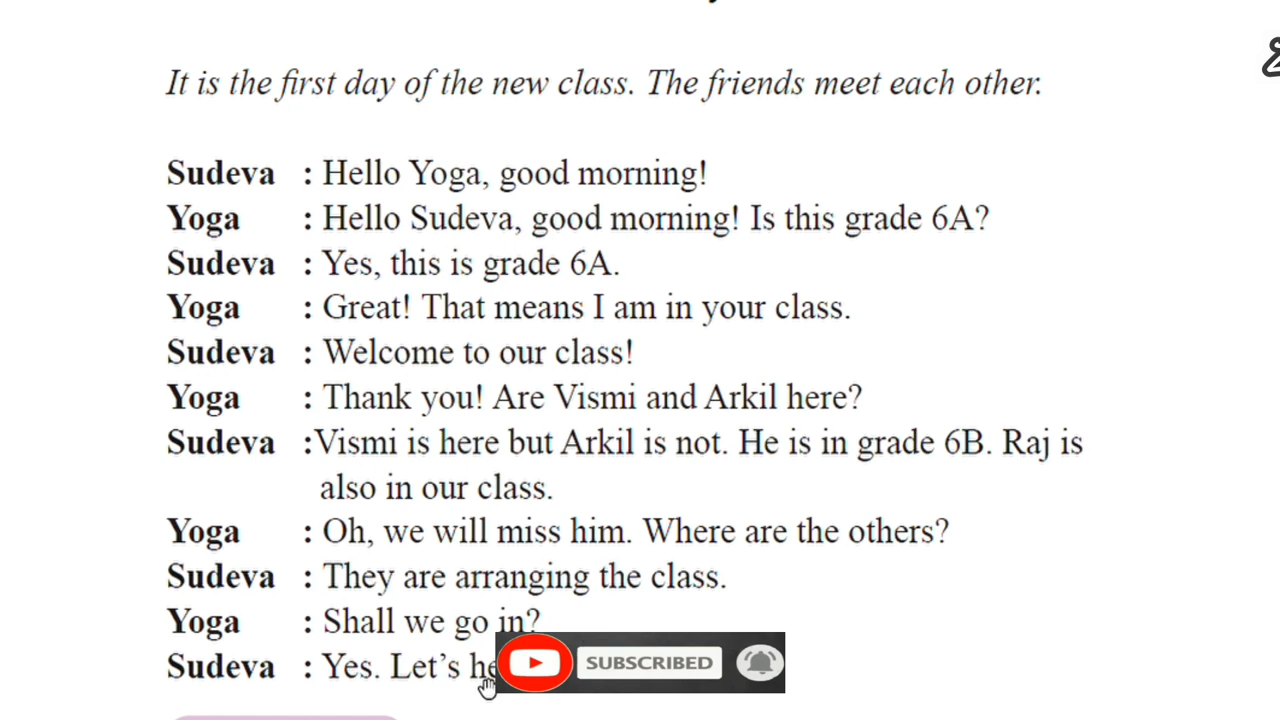 It is the first day of the new class. The friends meet each other.
Sudeva : Hello Yoga, good morning!
Yoga : Hello Sudeva, good morning! Is this grade 6A?
Sudeva : Yes, this is grade 6A.
Yoga : Great! That means I am in your class.
Sudeva : Welcome to our class!
Yoga : Thank you! Are Vismi and Arkil here?
Sudeva :Vismi is here but Arkil is not. He is in grade 6B. Raj is
also in our class.
Yoga : Oh, we will miss him. Where are the others?
Sudeva : They are arranging the class.
Yoga : Shall we go in?
Sudeva : Yes. Let's
SUBSCRIBED